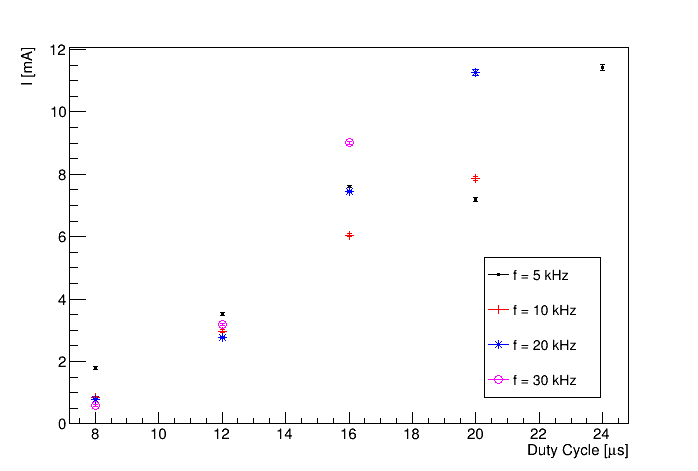 I [mA]
12
10
8
6
4
2
0
f = 5 kHz
f = 10 kHz
f = 20 kHz
f = 30 kHz
8 10 12 14 16 18 20 22 24
Duty Cycle [μs]